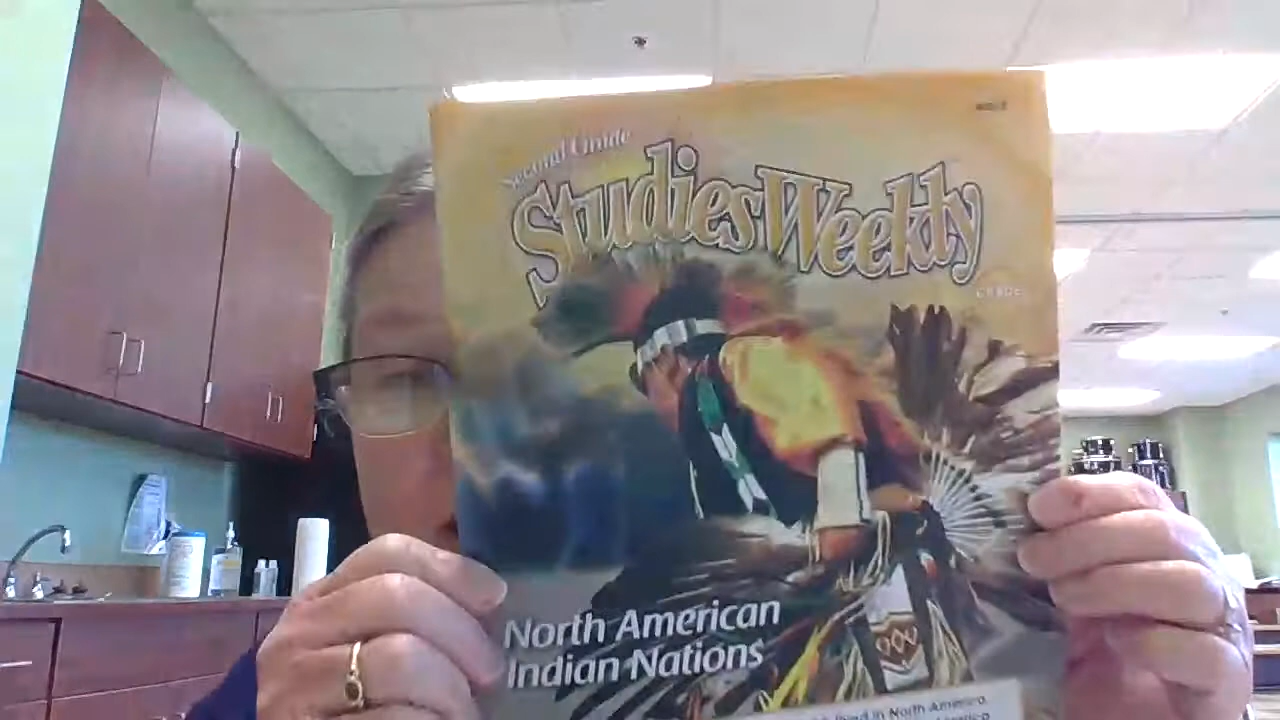 Second Grade
Studies Weekly
North American
Indian Nations
lived in North America